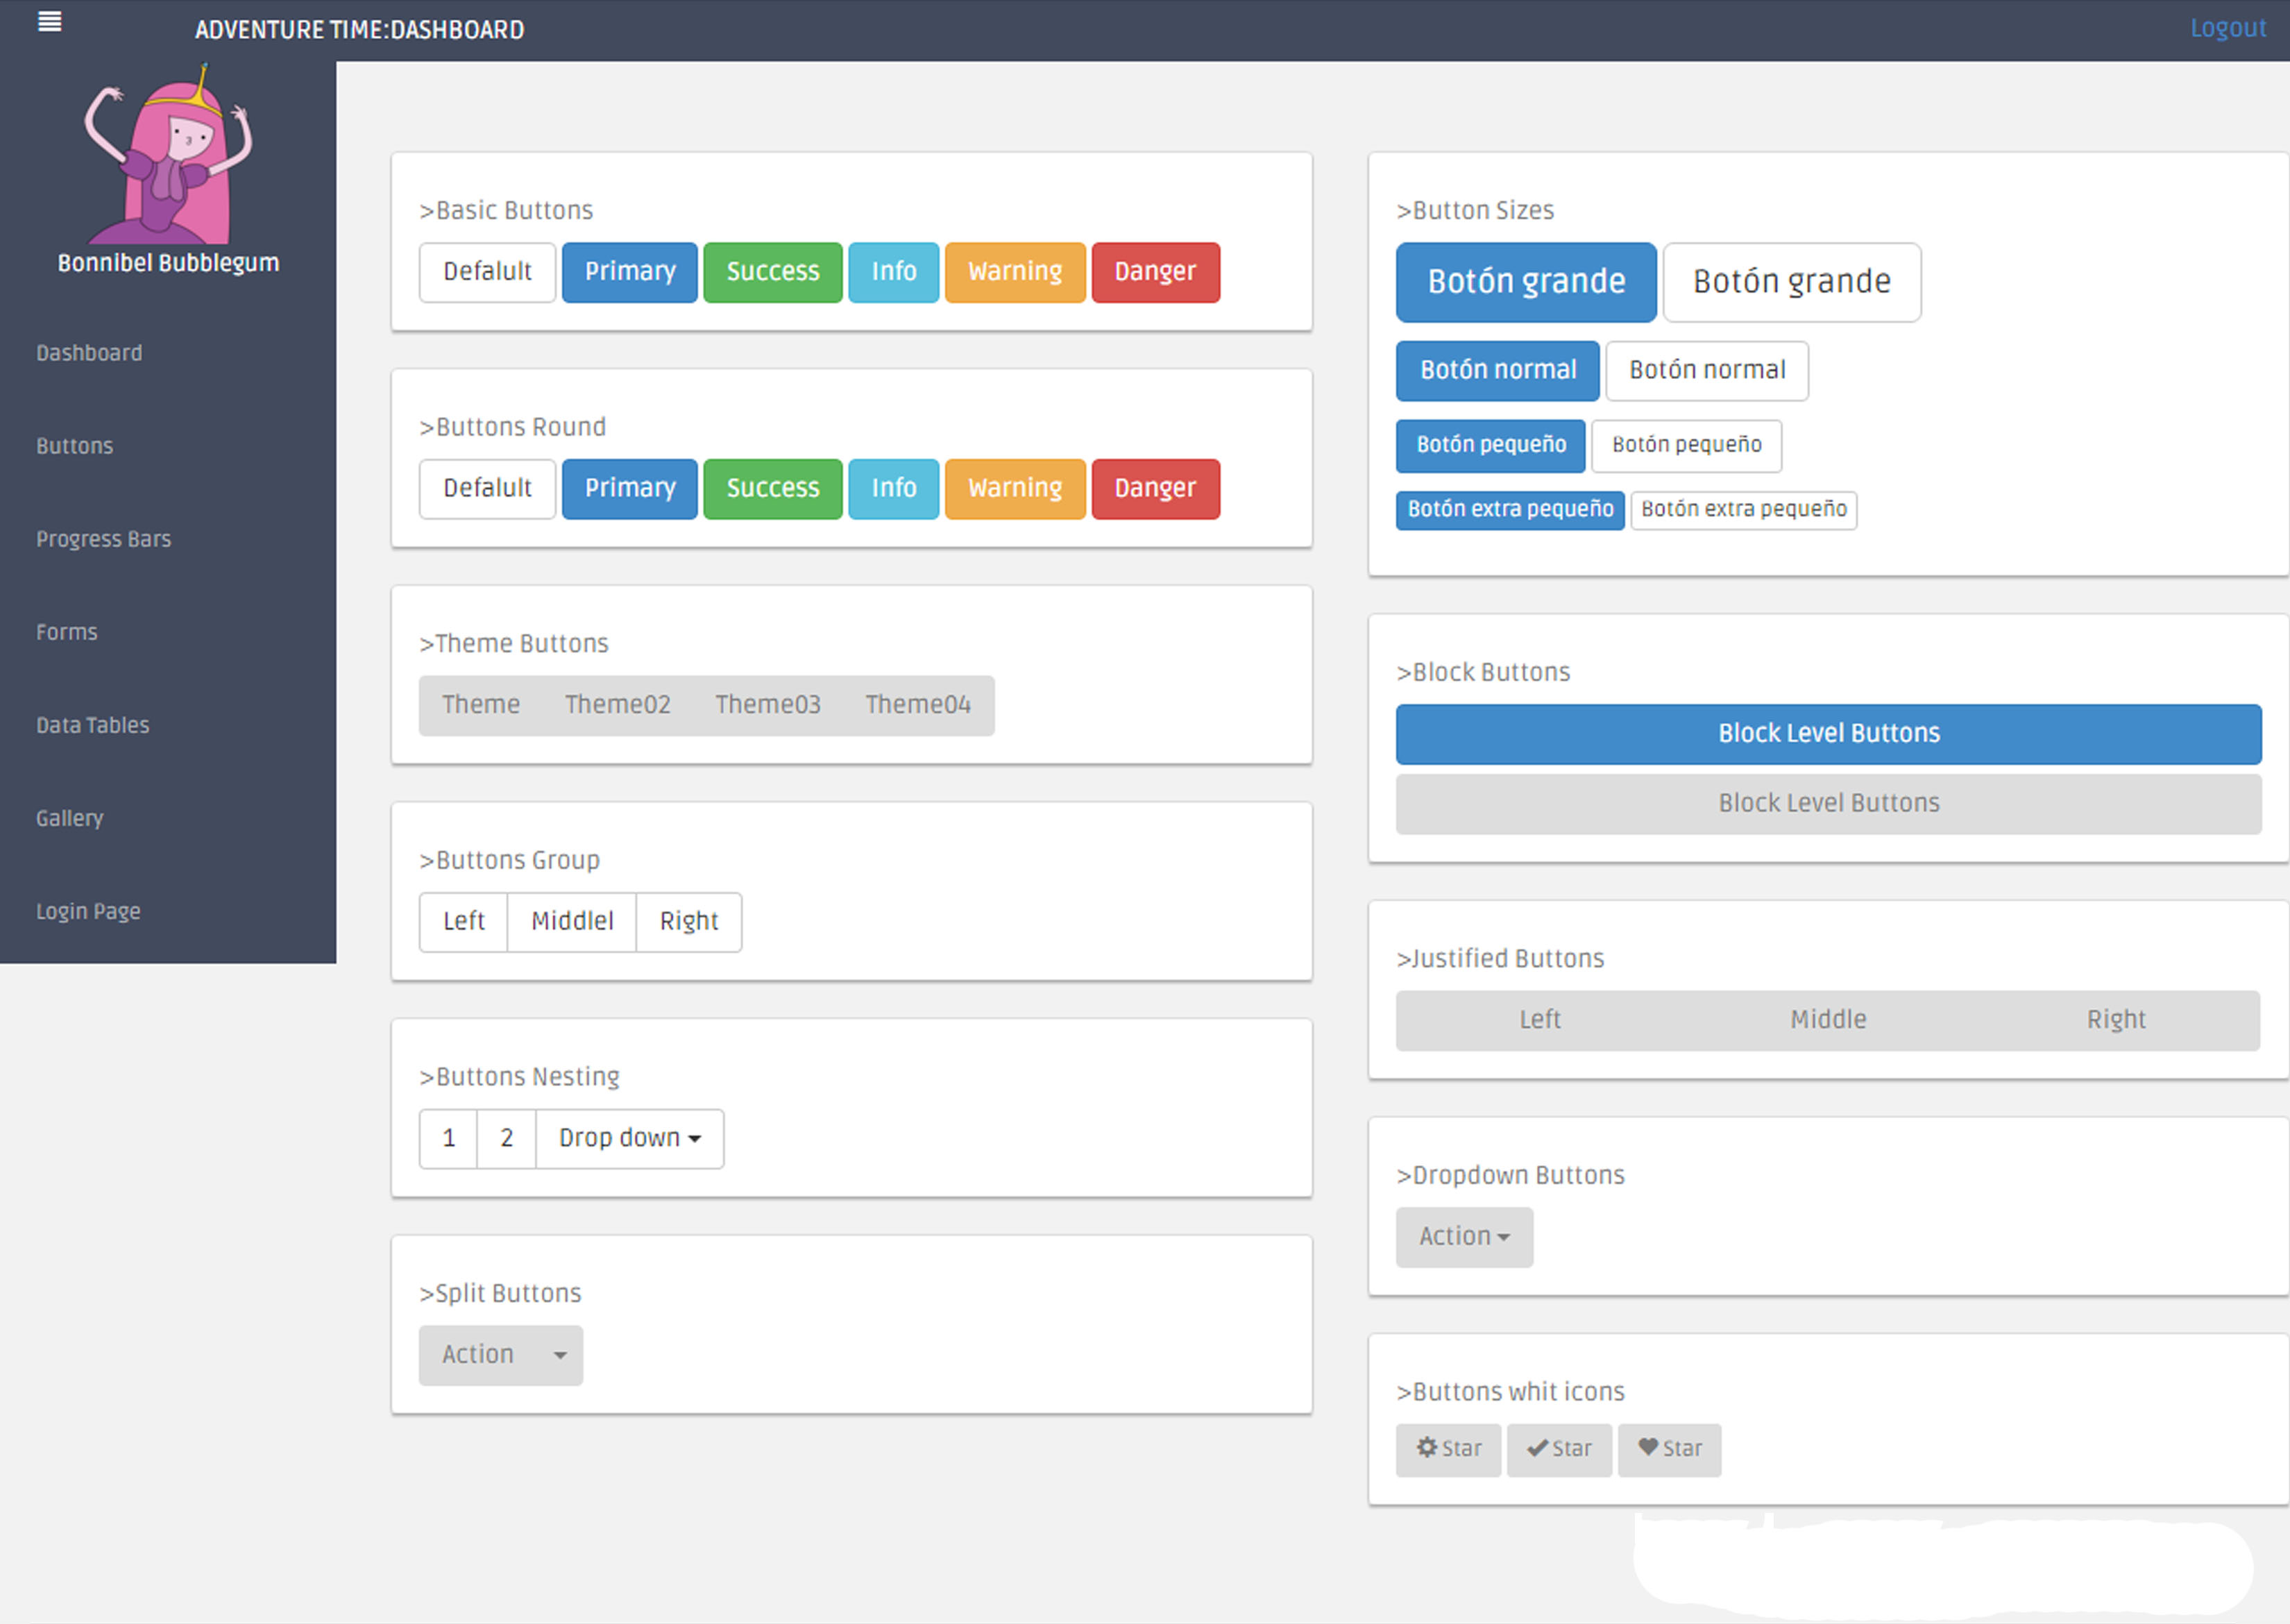 ADVENTURE TIME:DASHBOARD
Logout
Bonnibel Bubblegum
Dashboard
Buttons
Progress Bars
Forms
Data Tables
Gallery
Login Page
>Basic Buttons
Defalult Primary Success Info Warning Danger
>Buttons Round
Defalult Primary Success Info Warning Danger
>Theme Buttons
Theme Theme02 Theme03 Theme04
>Buttons Group
Left Middlel Right
>Buttons Nesting
1 2 Drop down
>Split Buttons
Action
>Button Sizes
Botón grande Botón grande
Botón normal Botón normal
Botón pequeño Botón pequeño
Botón extra pequeño Botón extra pequeño
>Block Buttons
Block Level Buttons
Block Level Buttons
>Justified Buttons
Left Middle Right
>Dropdown Buttons
Action
>Buttons whit icons
Star Star Star